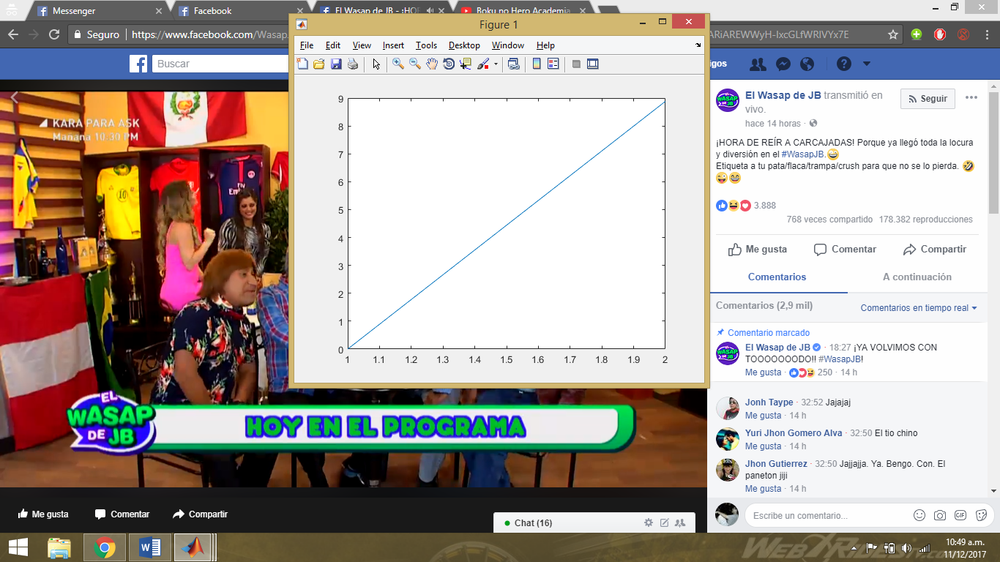 Messenger
Facebook
El Wasap de JB - ¡HO
Boku no Hero Academia
Figure 1
Seguro
https://www.facebook.com/Wasap.
ARiAREWWyH-IxcGLfWRlVYx7E
File Edit View Insert Tools Desktop Window Help
Buscar
igos
KARA PARA ASK
Mañana 10:30 PM
10
Fly
Emirates
9
8
7
6
5
4
3
2
1
0
1 1.1 1.2 1.3 1.4 1.5 1.6 1.7 1.8 1.9 2
EL
WASAP
DE JB
HOY EN EL PROGRAMA
Me gusta Comentar Compartir
Chat (16)
El Wasap de JB transmitió en
vivo.
hace 14 horas ·
Seguir
¡HORA DE REÍR A CARCAJADAS! Porque ya llegó toda la locura
y diversión en el #WasapJB.😄
Etiqueta a tu pata/flaca/trampa/crush para que no se lo pierda. 🤣
😜😄
3.888
768 veces compartido 178.382 reproducciones
Me gusta Comentar Compartir
Comentarios A continuación
Comentarios (2,9 mil) Comentarios en tiempo real
Comentario marcado
El Wasap de JB · 18:27 ¡YA VOLVIMOS CON
TOOOOOOODO!! #WasapJB!
Me gusta · 250 · 14 h
Jonh Taype · 32:52 Jajajaj
Me gusta · 14 h
Yuri Jhon Gomero Alva · 32:50 El tio chino
Me gusta · 14 h
Jhon Gutierrez · 32:50 Jajjajja. Ya. Bengo. Con. El
paneton jiji
Me gusta · 14 h
Escribe un comentario...
GIF
10:49 a.m.
11/12/2017